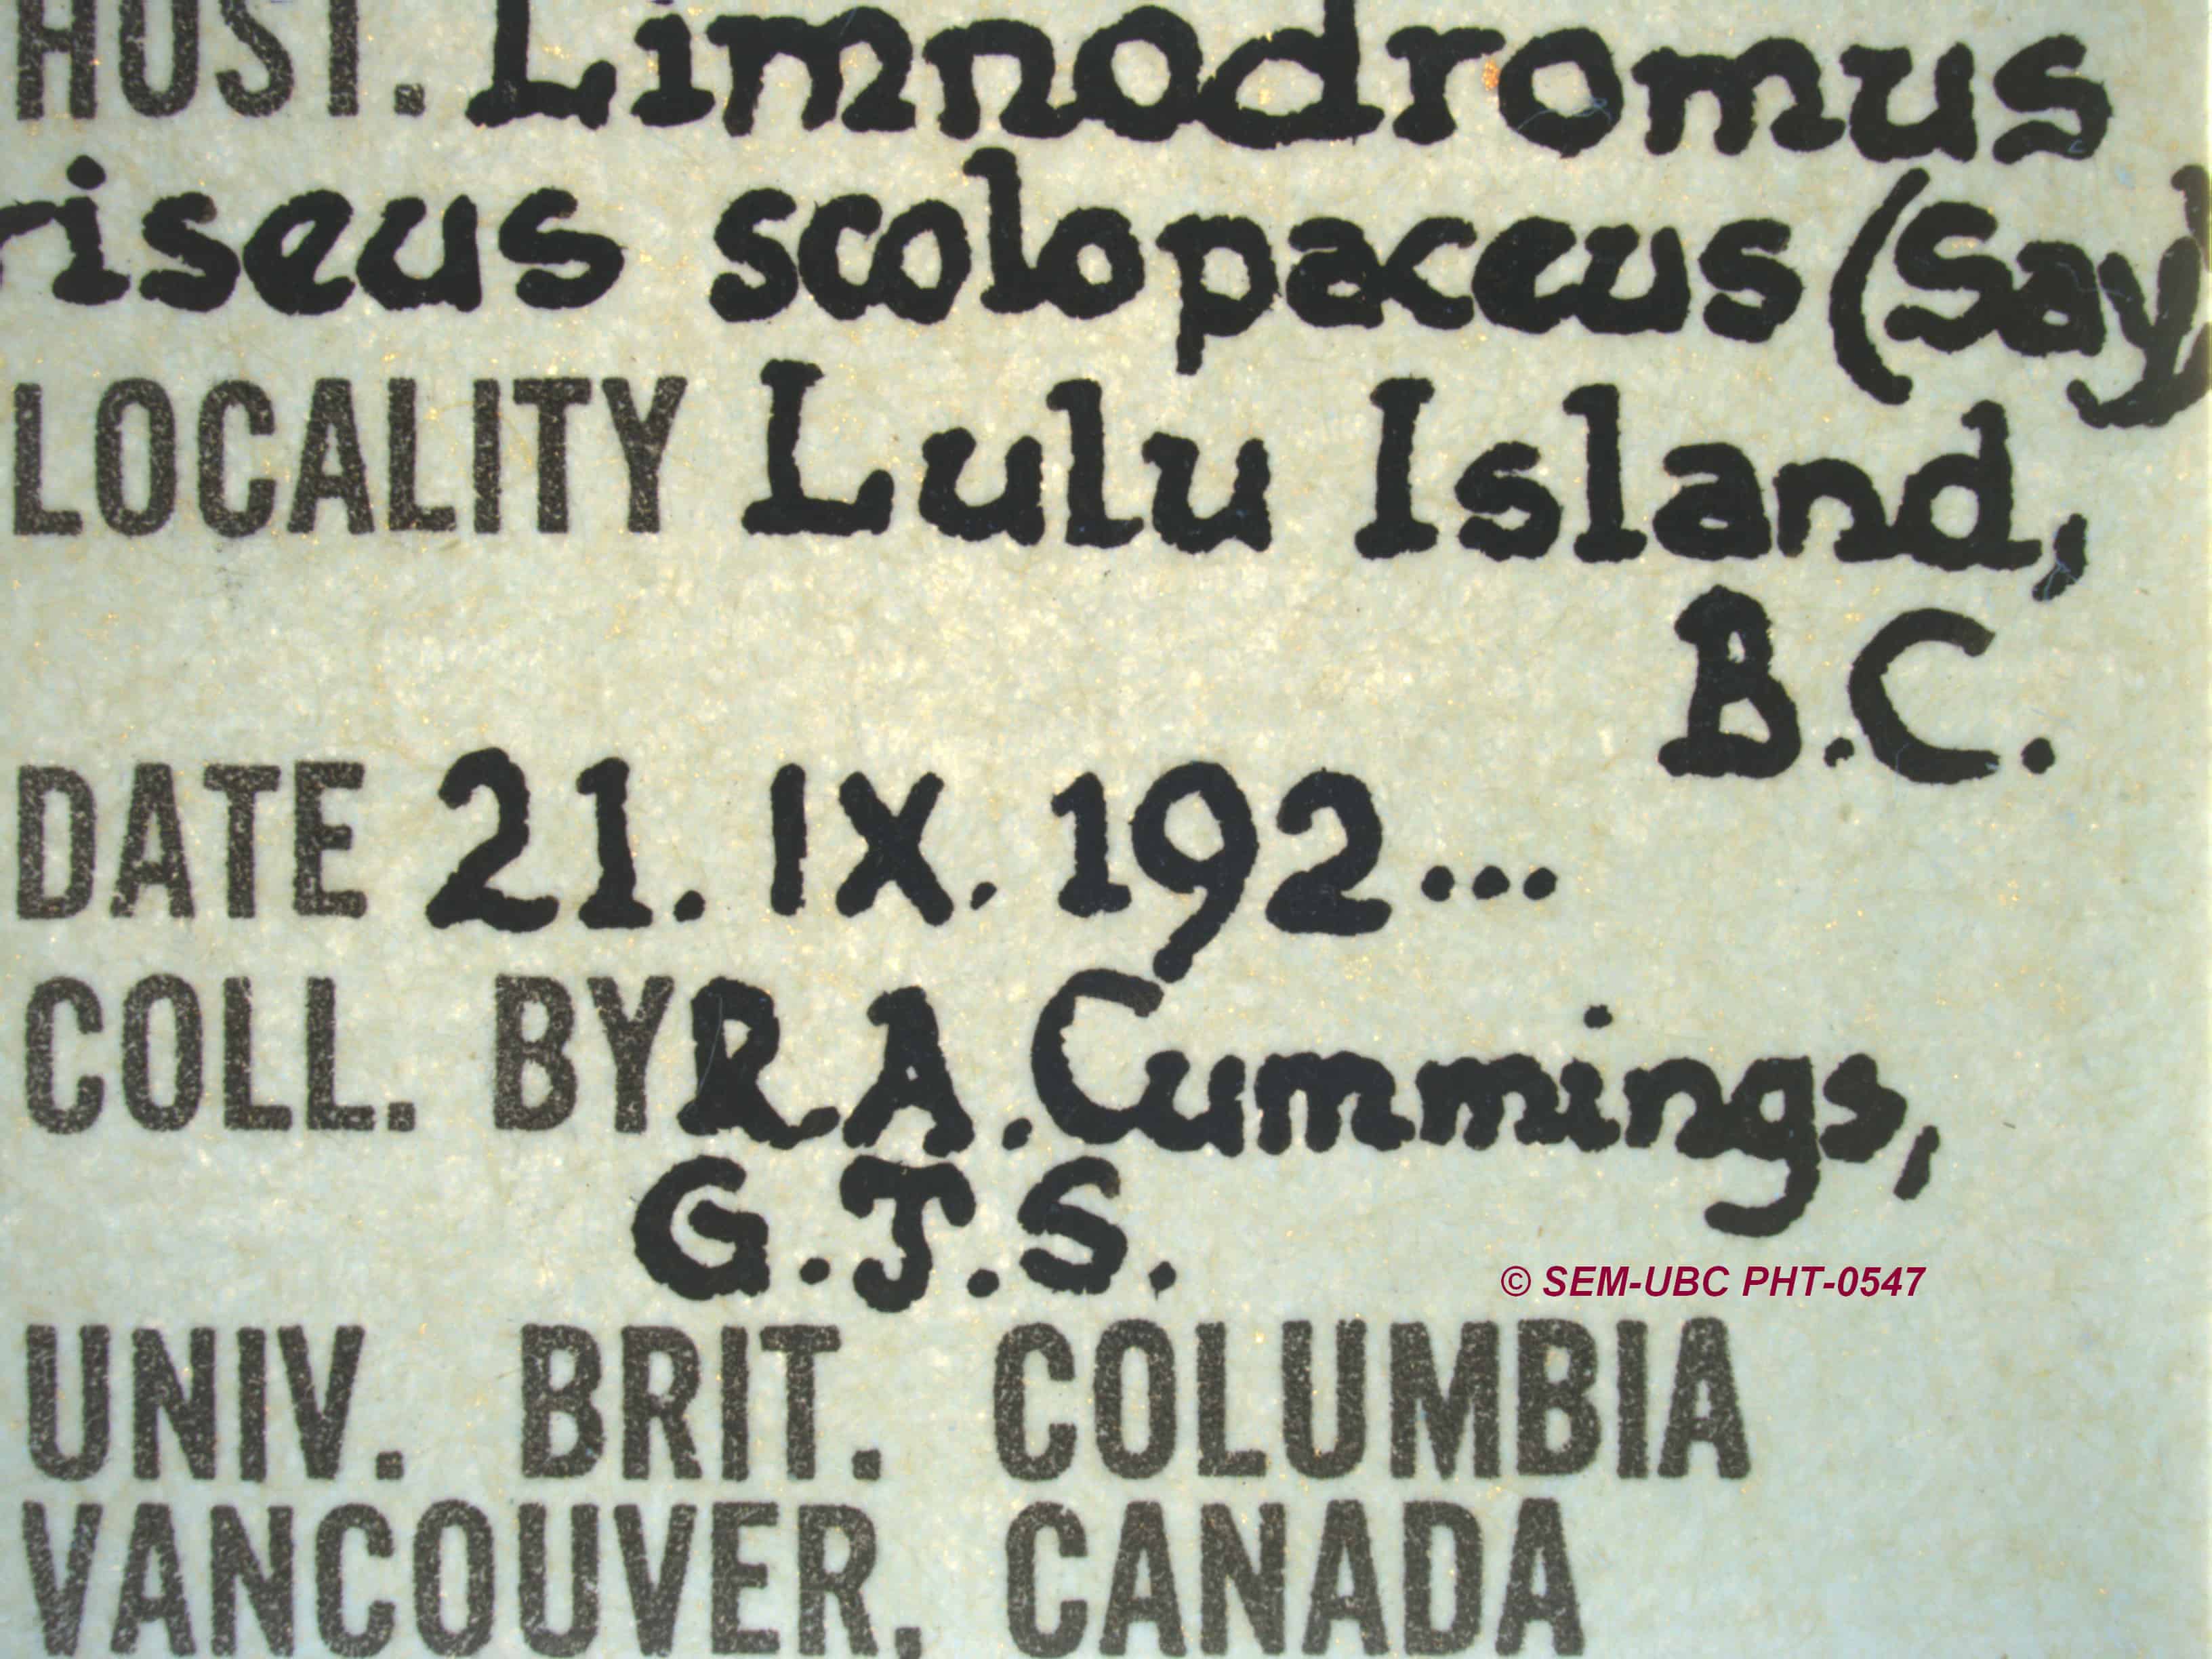 HOST. Limnodromus
riseus scolopaceus (Say)
LOCALITY Lulu Island,
B.C.
DATE 21. IX. 192...
COLL. BY R A. Cummings,
G.J.S.
© SEM-UBC PHT-0547
UNIV. BRIT. COLUMBIA
VANCOUVER, CANADA